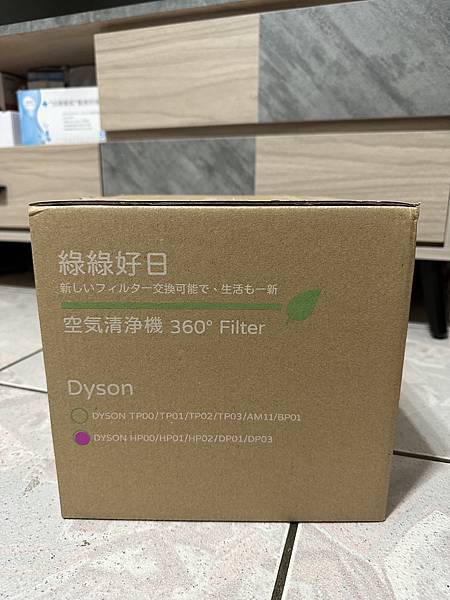 綠綠好日
新しいフィルター交換可能で、生活も一新
空気清浄機 360° Filter
Dyson
DYSON TP00/TP01/TP02/TP03/AM11/BP01
DYSON HP00/HP01/HP02/DP01/DP03